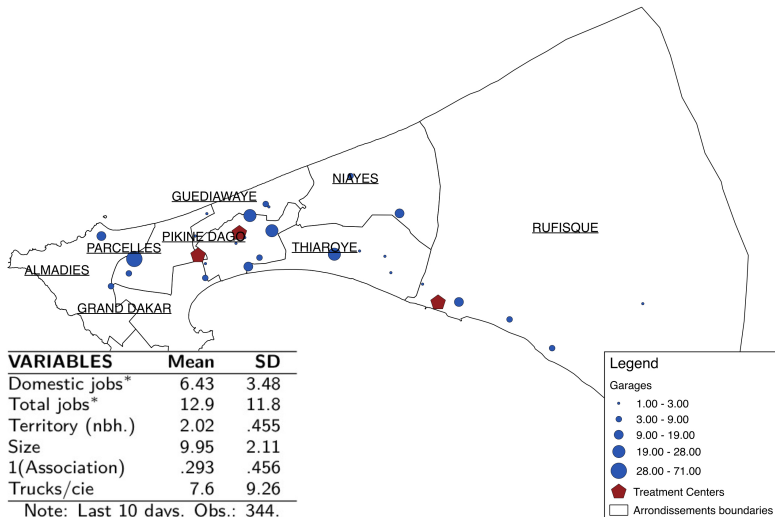 NIAYES
GUEDIAWAYE
RUFISQUE
PIKINE DAGO
PARCELLES
THIAROYE
ALMADIES
GRAND DAKAR
VARIABLES Mean SD
Domestic jobs* 6.43 3.48
Total jobs* 12.9 11.8
Territory (nbh.) 2.02 .455
Size 9.95 2.11
1(Association) .293 .456
Trucks/cie 7.6 9.26
Note: Last 10 days. Obs.: 344.
Legend
Garages
1.00 - 3.00
3.00 - 9.00
9.00 - 19.00
19.00 - 28.00
28.00 - 71.00
Treatment Centers
Arrondissements boundaries